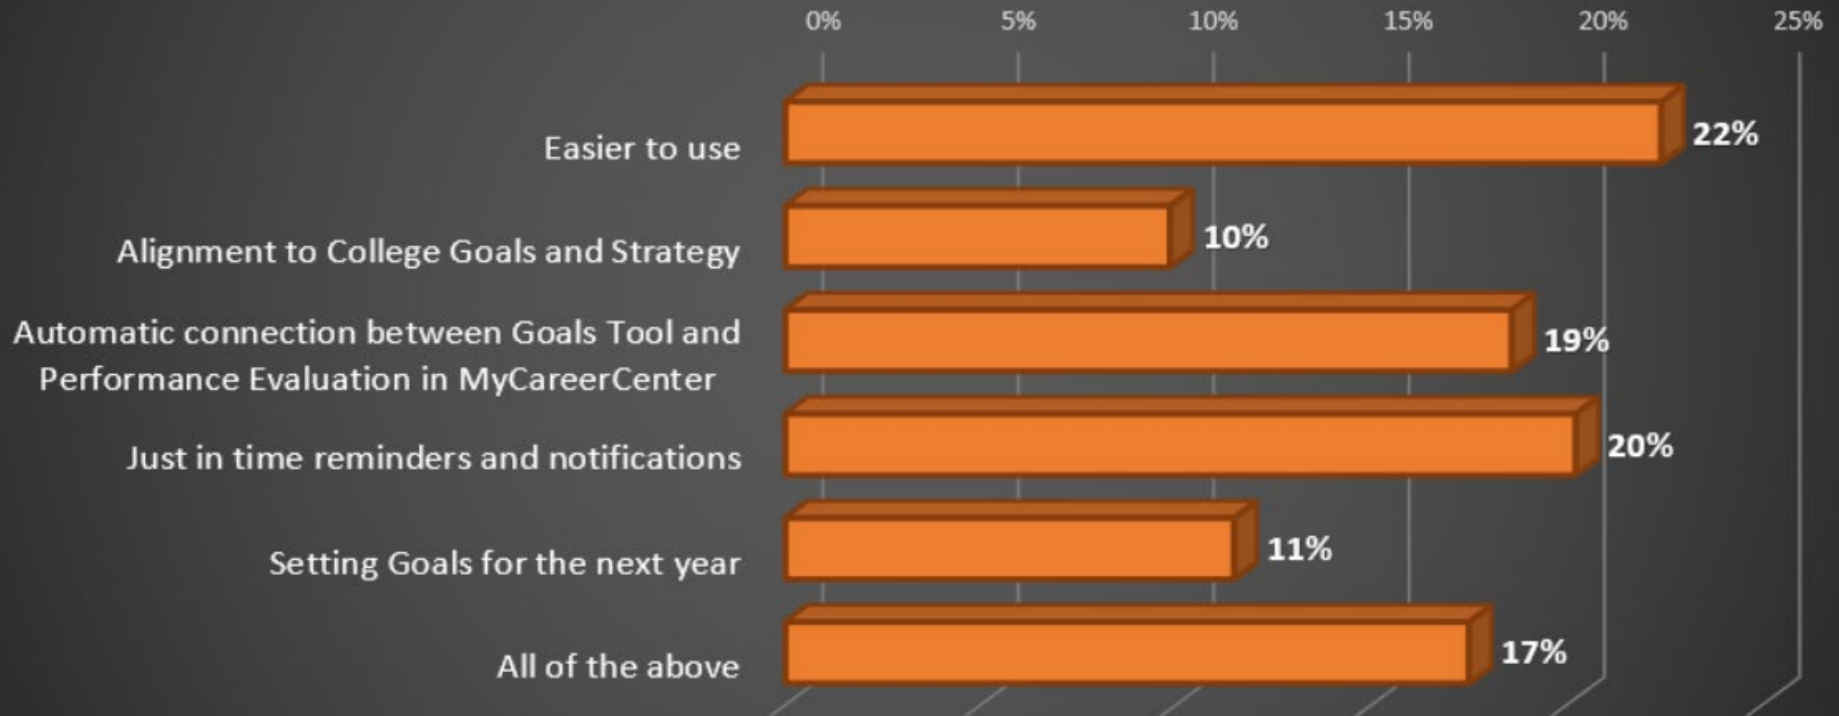 0% 5% 10% 15% 20% 25%
Easier to use 22%
Alignment to College Goals and Strategy 10%
Automatic connection between Goals Tool and
Performance Evaluation in MyCareerCenter 19%
Just in time reminders and notifications 20%
Setting Goals for the next year 11%
All of the above 17%